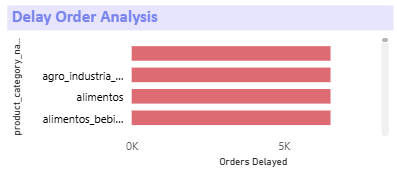 Delay Order Analysis
product_category_na...
agro_industria_...
alimentos
alimentos_bebi...
0K
5K
Orders Delayed